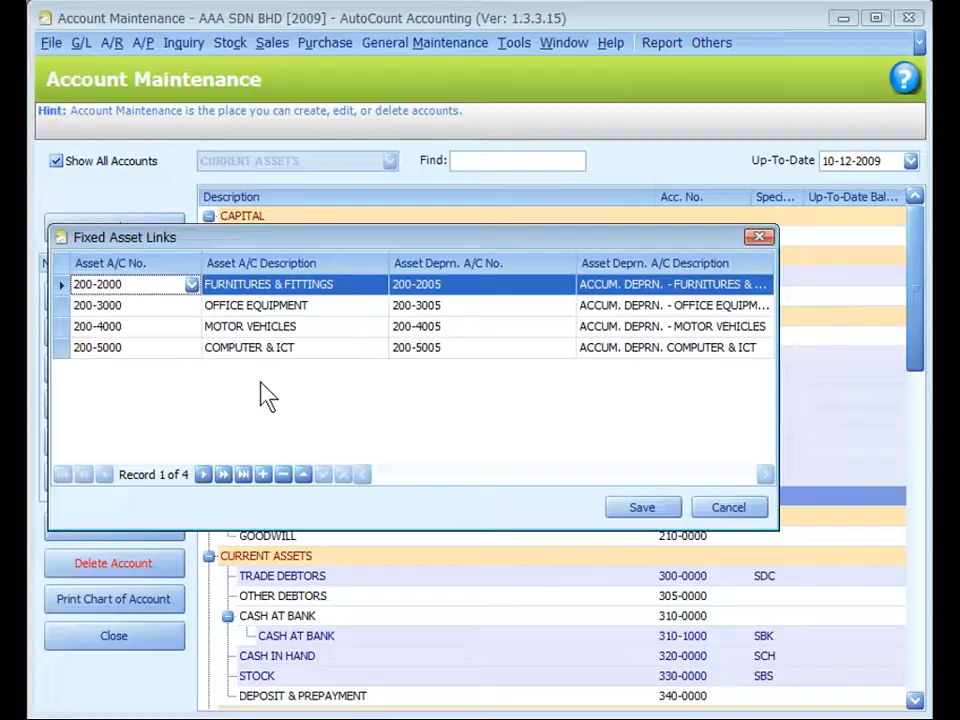 Account Maintenance - AAA SDN BHD [2009] - AutoCount Accounting (Ver: 1.3.3.15)
File G/L A/R A/P Inquiry Stock Sales Purchase General Maintenance Tools Window Help Report Others
Account Maintenance
Hint: Account Maintenance is the place you can create, edit, or delete accounts.
Show All Accounts CURRENT ASSETS Find: Up-To-Date 10-12-2009
Description Acc. No. Speci... Up-To-Date Bal...
CAPITAL
Fixed Asset Links
Asset A/C No. Asset A/C Description Asset Deprn. A/C No. Asset Deprn. A/C Description
200-2000 FURNITURES & FITTINGS 200-2005 ACCUM. DEPRN. - FURNITURES & ...
200-3000 OFFICE EQUIPMENT 200-3005 ACCUM. DEPRN. - OFFICE EQUIPM...
200-4000 MOTOR VEHICLES 200-4005 ACCUM. DEPRN. - MOTOR VEHICLES
200-5000 COMPUTER & ICT 200-5005 ACCUM. DEPRN. COMPUTER & ICT
Record 1 of 4
Save Cancel
GOODWILL 210-0000
CURRENT ASSETS
Delete Account
TRADE DEBTORS 300-0000 SDC
OTHER DEBTORS 305-0000
Print Chart of Account
CASH AT BANK 310-0000
Close
CASH AT BANK 310-1000 SBK
CASH IN HAND 320-0000 SCH
STOCK 330-0000 SBS
DEPOSIT & PREPAYMENT 340-0000